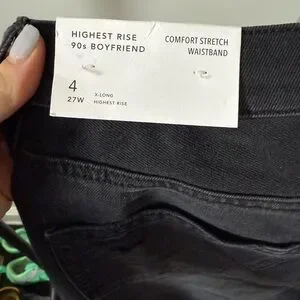 HIGHEST RISE
90s BOYFRIEND
COMFORT STRETCH
WAISTBAND
4
27W
X-LONG
HIGHEST RISE